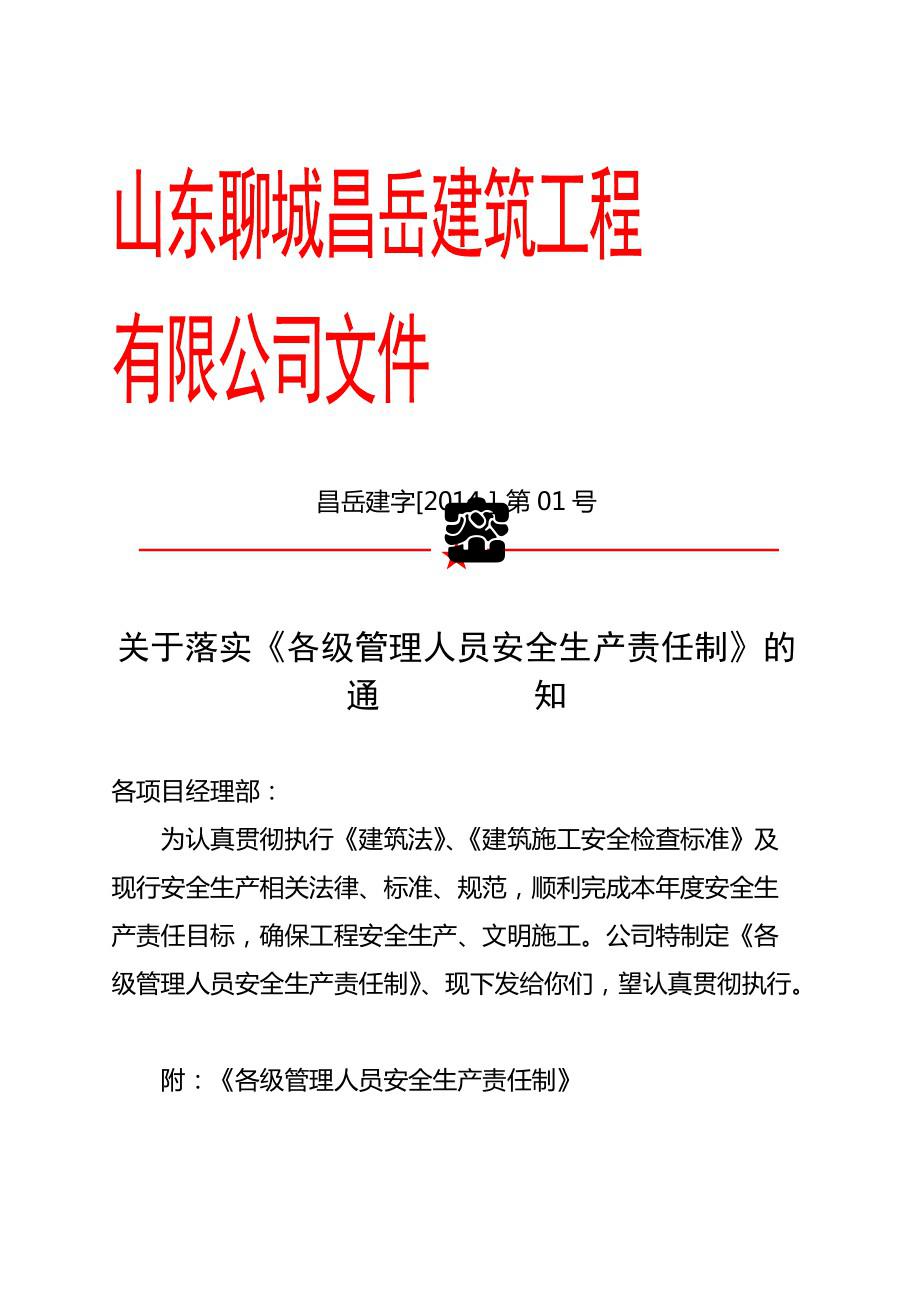 山东聊城昌岳建筑工程
有限公司文件
昌岳建字[2014 ] 第 01 号
关于落实《各级管理人员安全生产责任制》的
通 知
各项目经理部：
为认真贯彻执行《建筑法》、《建筑施工安全检查标准》及
现行安全生产相关法律、标准、规范，顺利完成本年度安全生
产责任目标，确保工程安全生产、文明施工。公司特制定《各
级管理人员安全生产责任制》、现下发给你们，望认真贯彻执行。
附：《各级管理人员安全生产责任制》